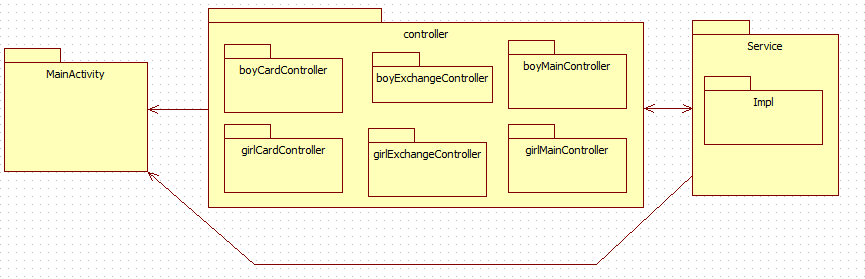 controller
Service
MainActivity
boyCardController
boyExchangeController
boyMainController
Impl
girlCardController
girlExchangeController
girlMainController